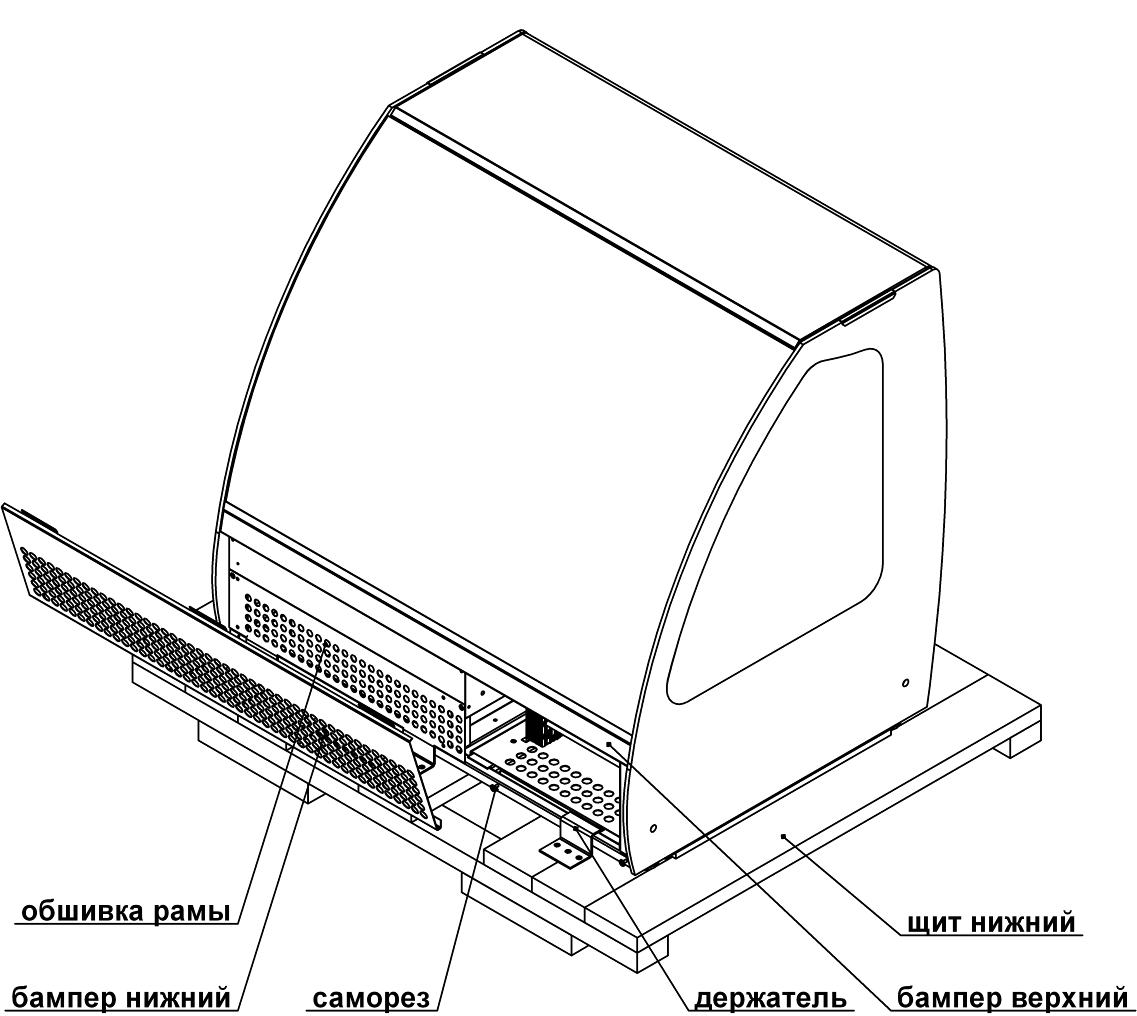 обшивка рамы
щит нижний
бампер нижний
саморез
держатель
бампер верхний